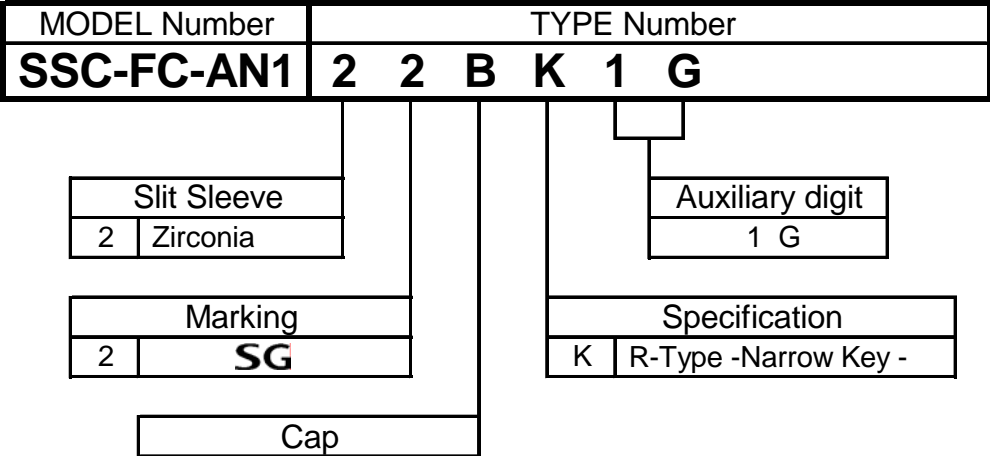 MODEL Number TYPE Number
SSC-FC-AN1 2 2 B K 1 G
Slit Sleeve Auxiliary digit
2 Zirconia 1 G
Marking Specification
2 SG K R-Type -Narrow Key -
Cap